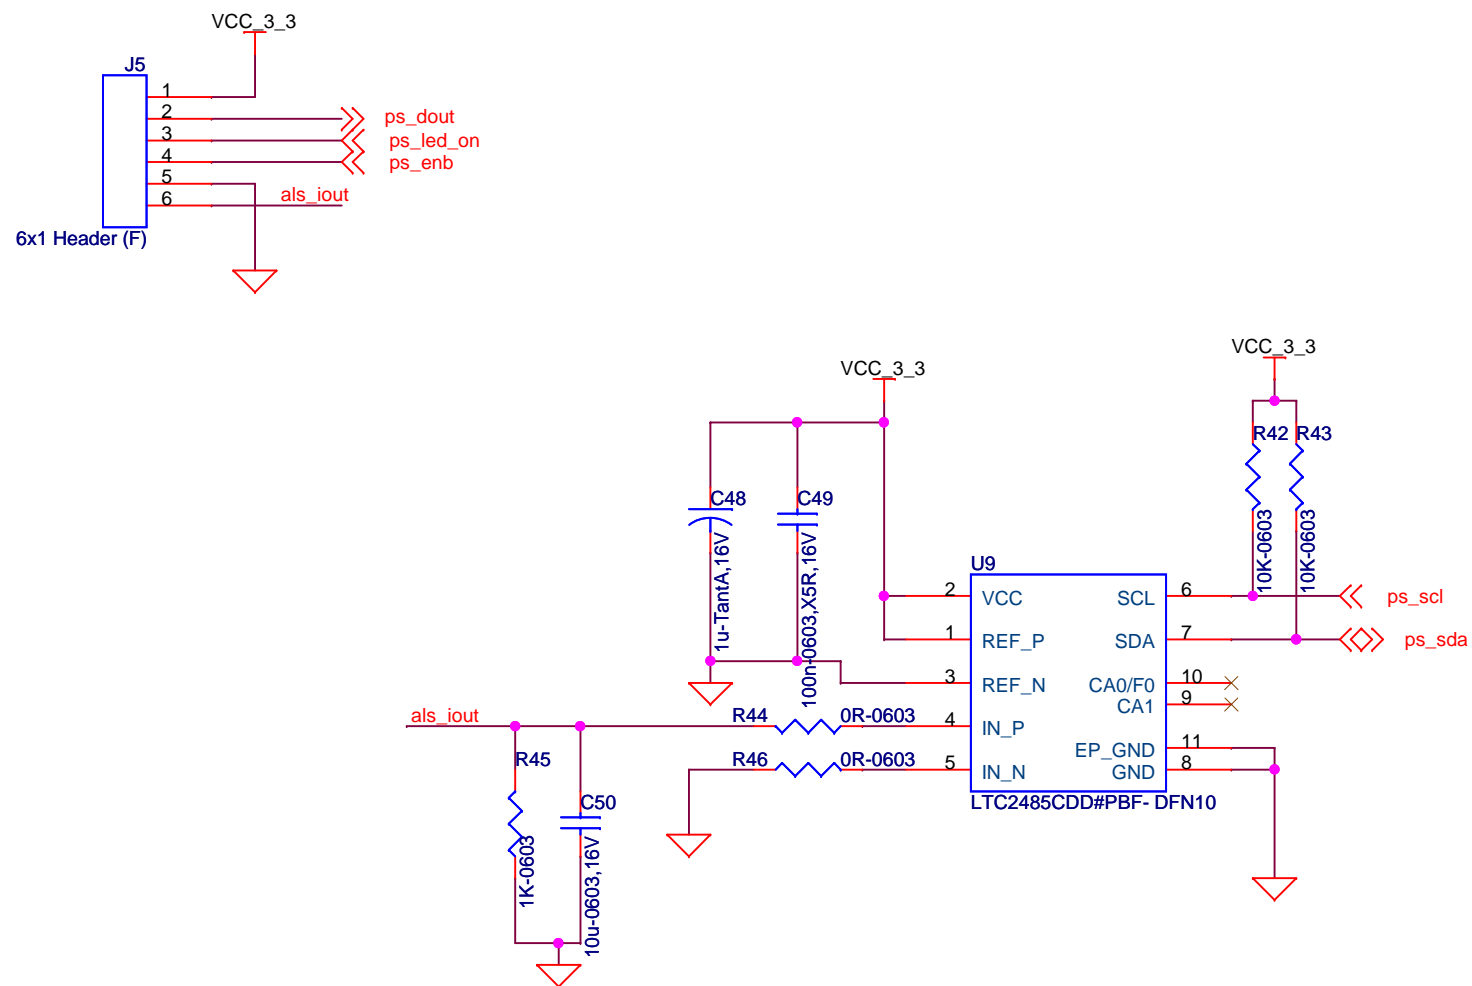 VCC_3_3
J5
1
2
3
4
5
6
ps_dout
ps_led_on
ps_enb
als_iout
6x1 Header (F)
VCC_3_3
VCC_3_3
R42
R43
10K-0603
10K-0603
C48
1u-TantA,16V
C49
100n-0603,X5R,16V
U9
2
VCC
1
REF_P
3
REF_N
4
IN_P
5
IN_N
SCL
6
ps_scl
SDA
7
ps_sda
CA0/F0
10
CA1
9
EP_GND
11
GND
8
LTC2485CDD#PBF- DFN10
als_iout
R44
0R-0603
R46
0R-0603
R45
1K-0603
C50
10u-0603,16V